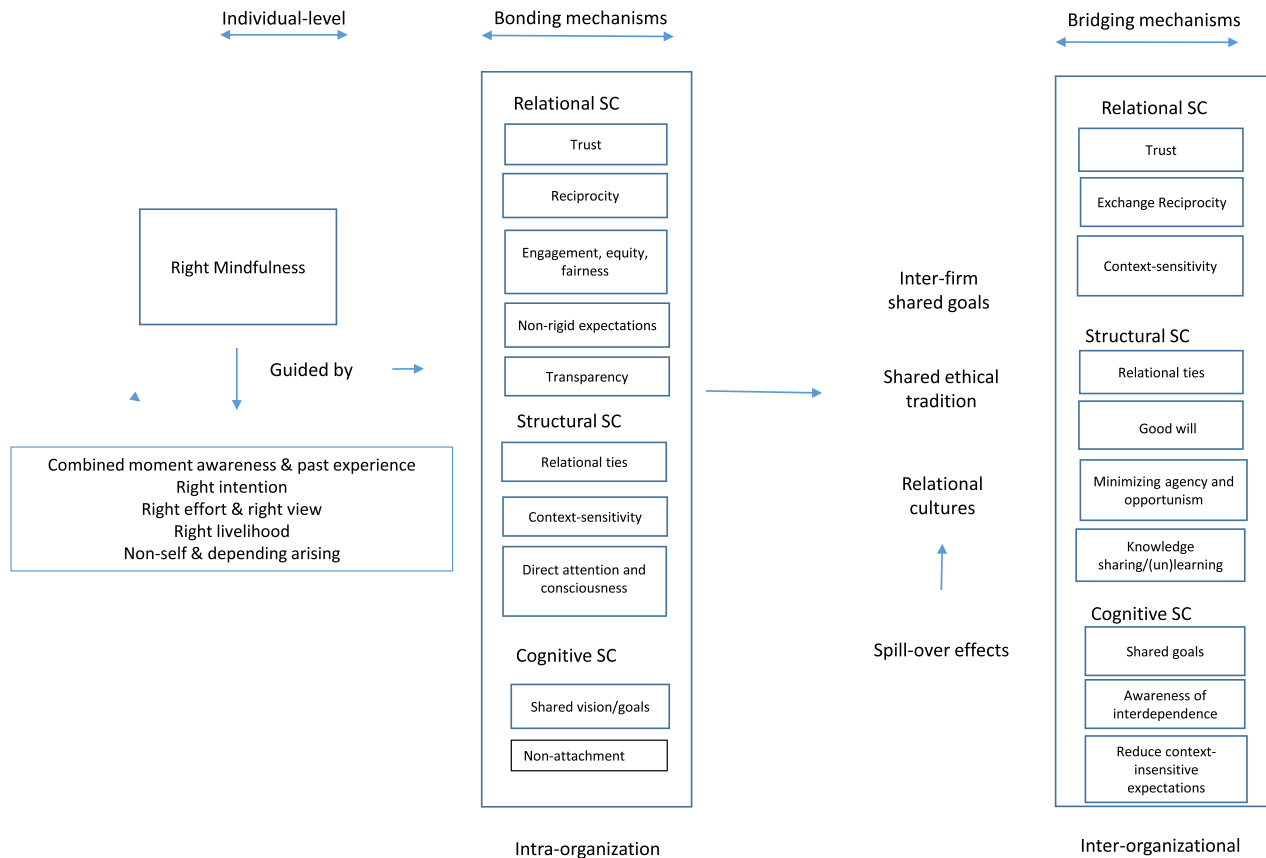 Individual-level
Right Mindfulness
Guided by
Combined moment awareness & past experience
Right intention
Right effort & right view
Right livelihood
Non-self & depending arising
Bonding mechanisms
Relational SC
Trust
Reciprocity
Engagement, equity,
fairness
Non-rigid expectations
Transparency
Structural SC
Relational ties
Context-sensitivity
Direct attention and
consciousness
Cognitive SC
Shared vision/goals
Non-attachment
Intra-organization
Inter-firm
shared goals
Shared ethical
tradition
Relational
cultures
Spill-over effects
Bridging mechanisms
Relational SC
Trust
Exchange Reciprocity
Context-sensitivity
Structural SC
Relational ties
Good will
Minimizing agency and
opportunism
Knowledge
sharing/(un)learning
Cognitive SC
Shared goals
Awareness of
interdependence
Reduce context-
insensitive
expectations
Inter-organizational